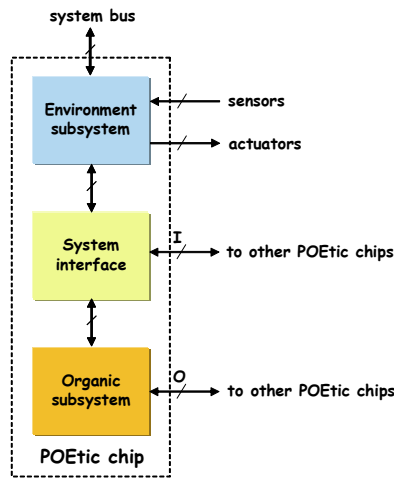 system bus
Environment
subsystem
sensors
actuators
System
interface
I
to other POEtic chips
Organic
subsystem
O
to other POEtic chips
POEtic chip